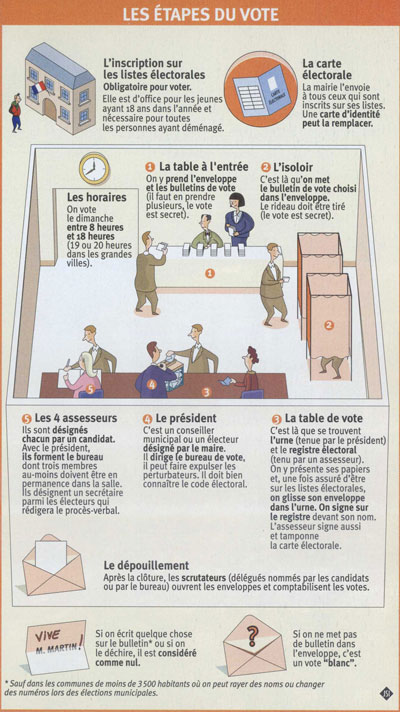 LES ÉTAPES DU VOTE
L'inscription sur
les listes électorales
Obligatoire pour voter.
Elle est d'office pour les jeunes
ayant 18 ans dans l'année et
nécessaire pour toutes
les personnes ayant déménagé.
CARTE
ÉLECTORALE
La carte
électorale
La mairie l'envoie
à tous ceux qui sont
inscrits sur ses listes.
Une carte d'identité
peut la remplacer.
Les horaires
On vote
le dimanche
entre 8 heures
et 18 heures
(19 ou 20 heures
dans les grandes
villes).
1 La table à l'entrée
On y prend l'enveloppe
et les bulletins de vote
(il faut en prendre
plusieurs, le vote
est secret).
2 L'isoloir
C'est là qu'on met
le bulletin de vote choisi
dans l'enveloppe.
Le rideau doit être tiré
(le vote est secret).
1
2
5
4
3
5 Les 4 assesseurs
Ils sont désignés
chacun par un candidat.
Avec le président,
ils forment le bureau
dont trois membres
au-moins doivent être en
permanence dans la salle.
Ils désignent un secrétaire
parmi les électeurs qui
rédigera le procès-verbal.
4 Le président
C'est un conseiller
municipal ou un électeur
désigné par le maire.
Il dirige le bureau de vote,
il peut faire expulser les
perturbateurs. Il doit bien
connaître le code électoral.
3 La table de vote
C'est là que se trouvent
l'urne (tenue par le président)
et le registre électoral
(tenu par un assesseur).
On y présente ses papiers
et, une fois assuré d'être
sur les listes électorales,
on glisse son enveloppe
dans l'urne. On signe sur
le registre devant son nom.
L'assesseur signe aussi
et tamponne
la carte électorale.
Le dépouillement
Après la clôture, les scrutateurs (délégués nommés par les candidats
ou par le bureau) ouvrent les enveloppes et comptabilisent les votes.
VIVE
M. MARTIN!
Si on écrit quelque chose
sur le bulletin* ou si on
le déchire, il est considéré
comme nul.
?
Si on ne met pas
de bulletin dans
l'enveloppe, c'est
un vote "blanc".
* Sauf dans les communes de moins de 3500 habitants où on peut rayer des noms ou changer
des numéros lors des élections municipales.